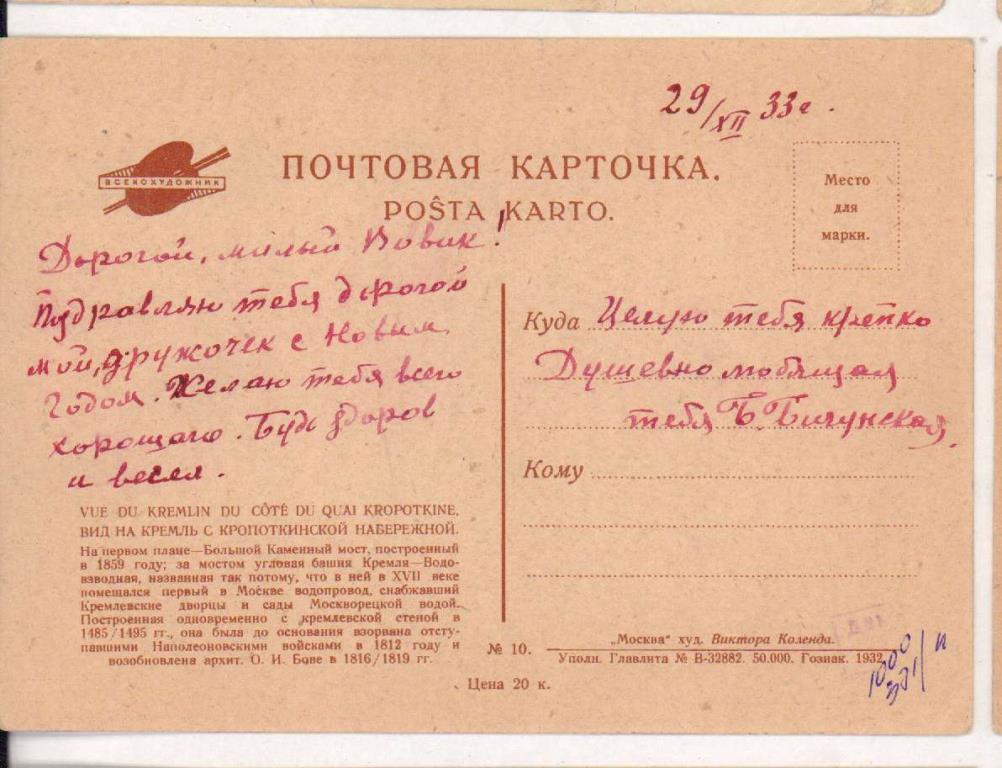 29/XII 33 г.
ВСЕКОХУДОЖНИК
ПОЧТОВАЯ КАРТОЧКА.
POŜTA KARTO.
Место
для
марки.
Дорогой, милый Вовик!
Поздравляю тебя дорогой
мой, дружочек с Новым
Годом. Желаю тебя всего
хорошаго. Будь здоров
и весел.
Куда Целую тебя крепко
Душевно любящая
тебя Б.
Кому
VUE DU KREMLIN DU CÔTÉ DU QUAI KROPOTKINE.
ВИД НА КРЕМЛЬ С КРОПОТКИНСКОЙ НАБЕРЕЖНОЙ.
На первом плане—Большой Каменный мост, построенный
в 1859 году; за мостом угловая башня Кремля—Водо-
взводная, названная так потому, что в ней в XVII веке
помещался первый в Москве водопровод, снабжавший
Кремлевские дворцы и сады Москворецкой водой.
Построенная одновременно с кремлевской стеной в
1485/1495 гг., она была до основания взорвана отсту-
павшими Наполеоновскими войсками в 1812 году и
возобновлена архит. О. И. Бове в 1816/1819 гг.
№ 10.
„Москва“ худ. Виктора Коленда.
Уполн. Главлита № В-32882. 50.000. Гознак. 1932
Цена 20 к.
1000